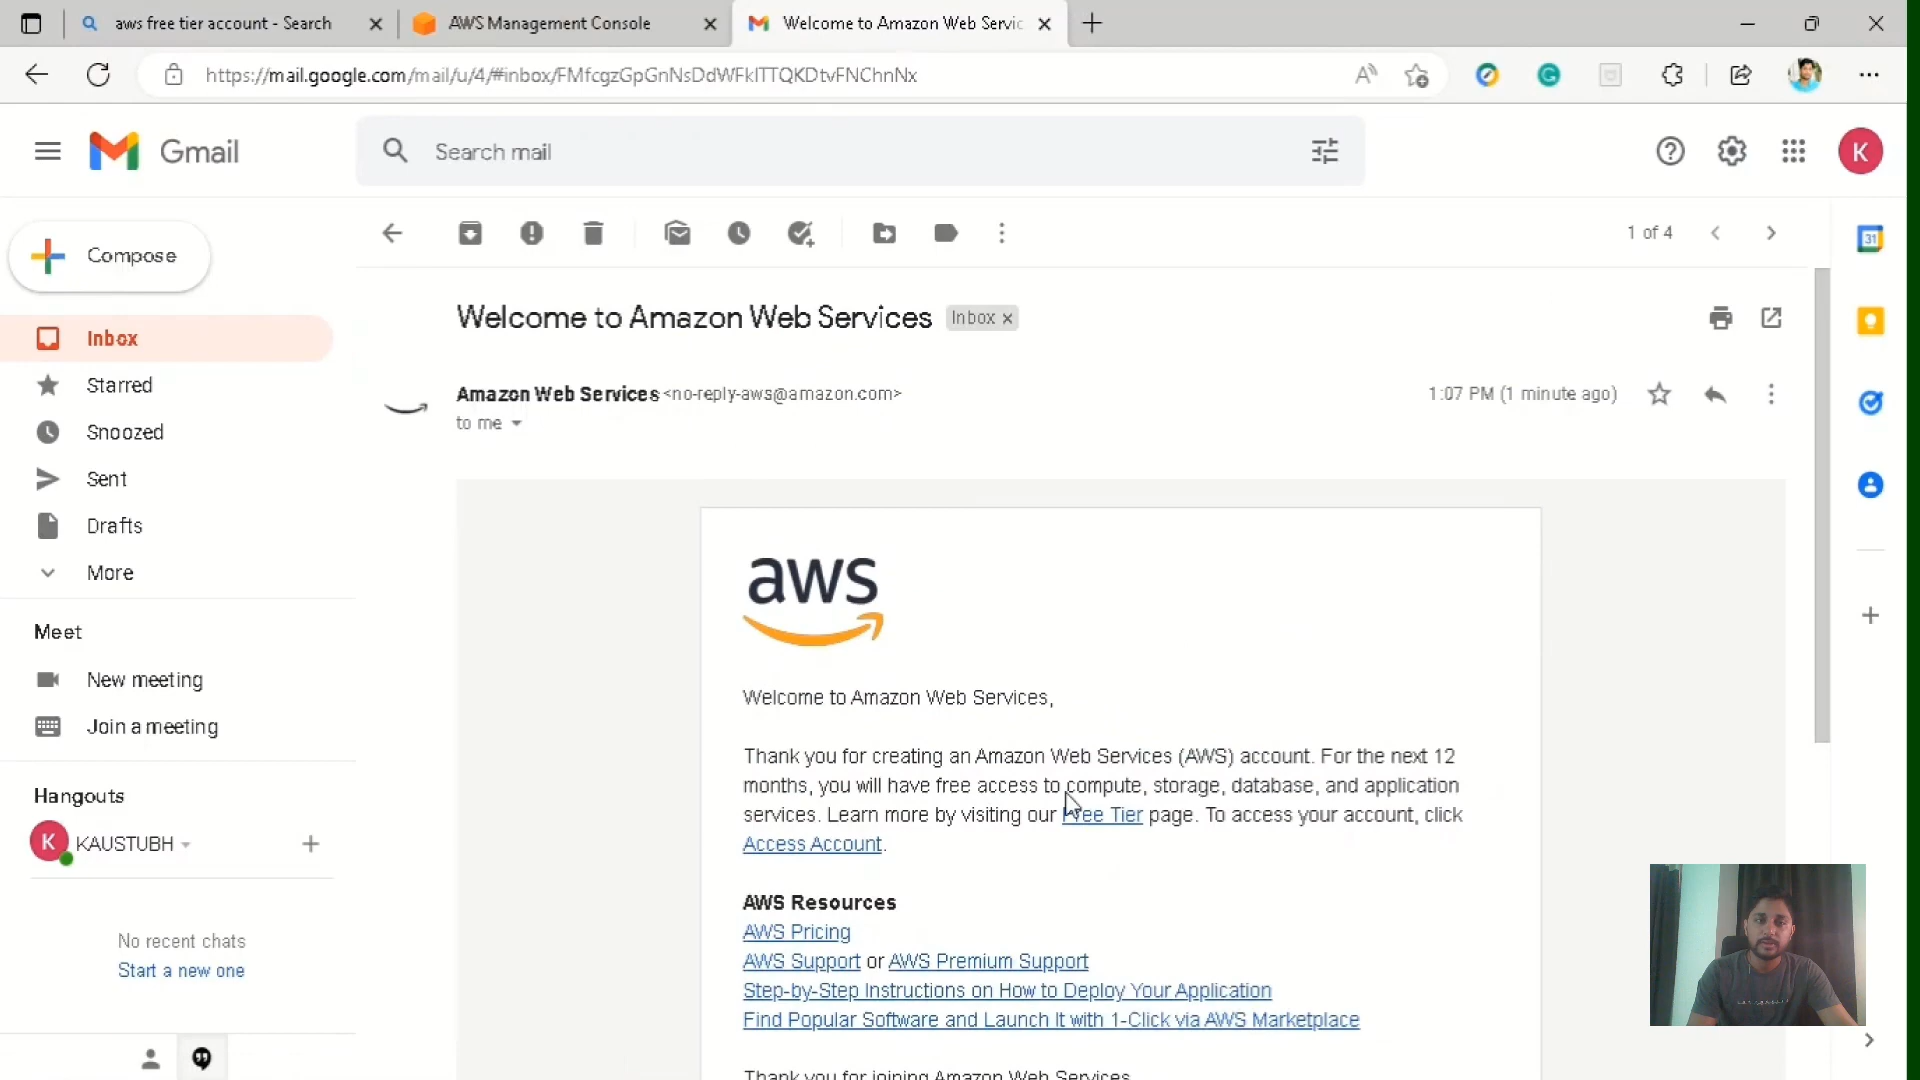 aws free tier account - Search
AWS Management Console
Welcome to Amazon Web Servic
https://mail.google.com/mail/u/4/#inbox/FMfcgzGpGnNsDdWFklTTQKDtvFNChnNx
Gmail
Search mail
K
Compose
1 of 4
31
Inbox
Starred
Snoozed
Sent
Drafts
More
Meet
New meeting
Join a meeting
Hangouts
K
KAUSTUBH
No recent chats
Start a new one
Welcome to Amazon Web Services
Inbox x
Amazon Web Services <no-reply-aws@amazon.com>
1:07 PM (1 minute ago)
to me
aws
Welcome to Amazon Web Services,
Thank you for creating an Amazon Web Services (AWS) account. For the next 12
months, you will have free access to compute, storage, database, and application
services. Learn more by visiting our Free Tier page. To access your account, click
Access Account.
AWS Resources
AWS Pricing
AWS Support or AWS Premium Support
Step-by-Step Instructions on How to Deploy Your Application
Find Popular Software and Launch It with 1-Click via AWS Marketplace
Thank you for joining Amazon Web Services